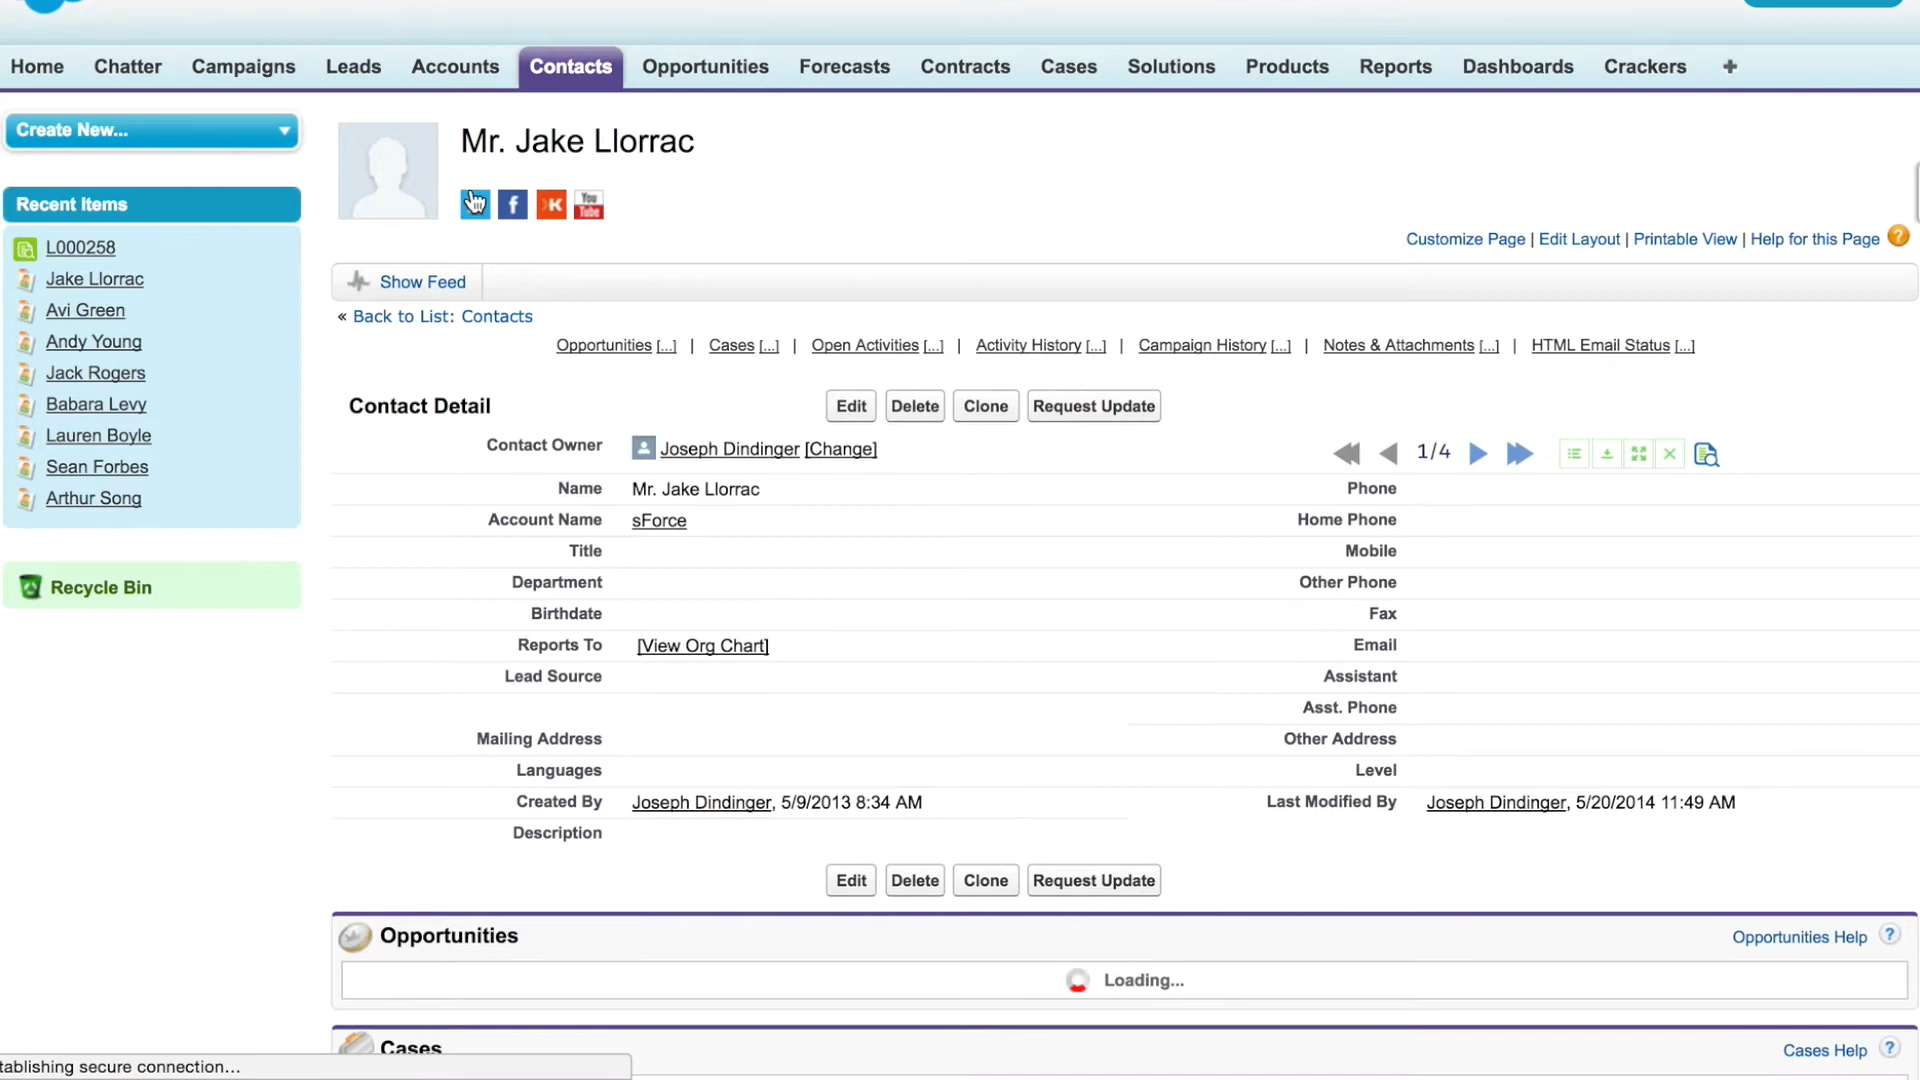 Home Chatter Campaigns Leads Accounts Contacts Opportunities Forecasts Contracts Cases Solutions Products Reports Dashboards Crackers +
Create New...
Recent Items
L000258
Jake Llorrac
Avi Green
Andy Young
Jack Rogers
Babara Levy
Lauren Boyle
Sean Forbes
Arthur Song
Recycle Bin
Mr. Jake Llorrac
f K You Tube
Customize Page | Edit Layout | Printable View | Help for this Page ?
Show Feed
« Back to List: Contacts
Opportunities [...] | Cases [...] | Open Activities [...] | Activity History [...] | Campaign History [...] | Notes & Attachments [...] | HTML Email Status [...]
Contact Detail Edit Delete Clone Request Update
Contact Owner Joseph Dindinger [Change] 1/4
Name Mr. Jake Llorrac Phone
Account Name sForce Home Phone
Title Mobile
Department Other Phone
Birthdate Fax
Reports To [View Org Chart] Email
Lead Source Assistant
Asst. Phone
Mailing Address Other Address
Languages Level
Created By Joseph Dindinger, 5/9/2013 8:34 AM Last Modified By Joseph Dindinger, 5/20/2014 11:49 AM
Description
Edit Delete Clone Request Update
Opportunities Opportunities Help ?
Loading...
Cases Cases Help ?
tablishing secure connection...